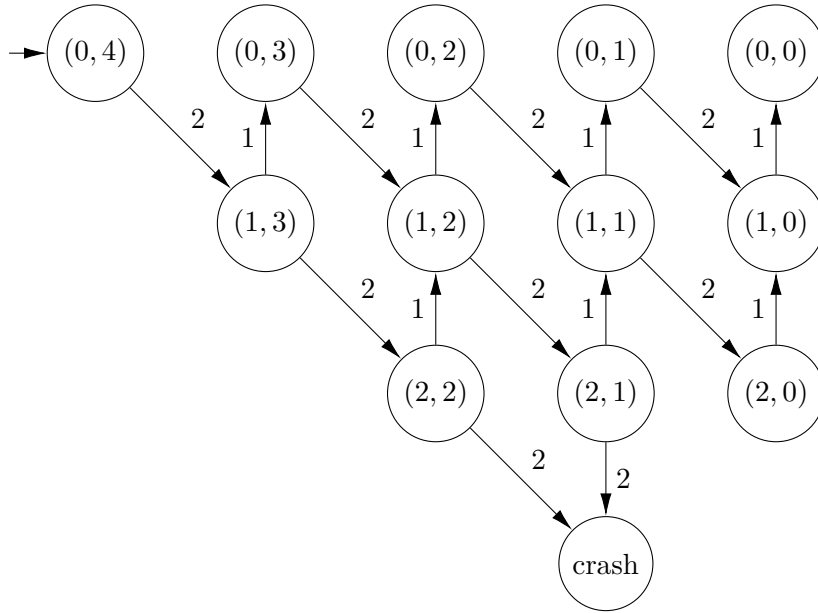 (0, 4) (0, 3) (0, 2) (0, 1) (0, 0)
2 1 2 1 2 1 2 1
(1, 3) (1, 2) (1, 1) (1, 0)
2 2 1 2 1 2 1
(2, 2) (2, 1) (2, 0)
2 2
crash